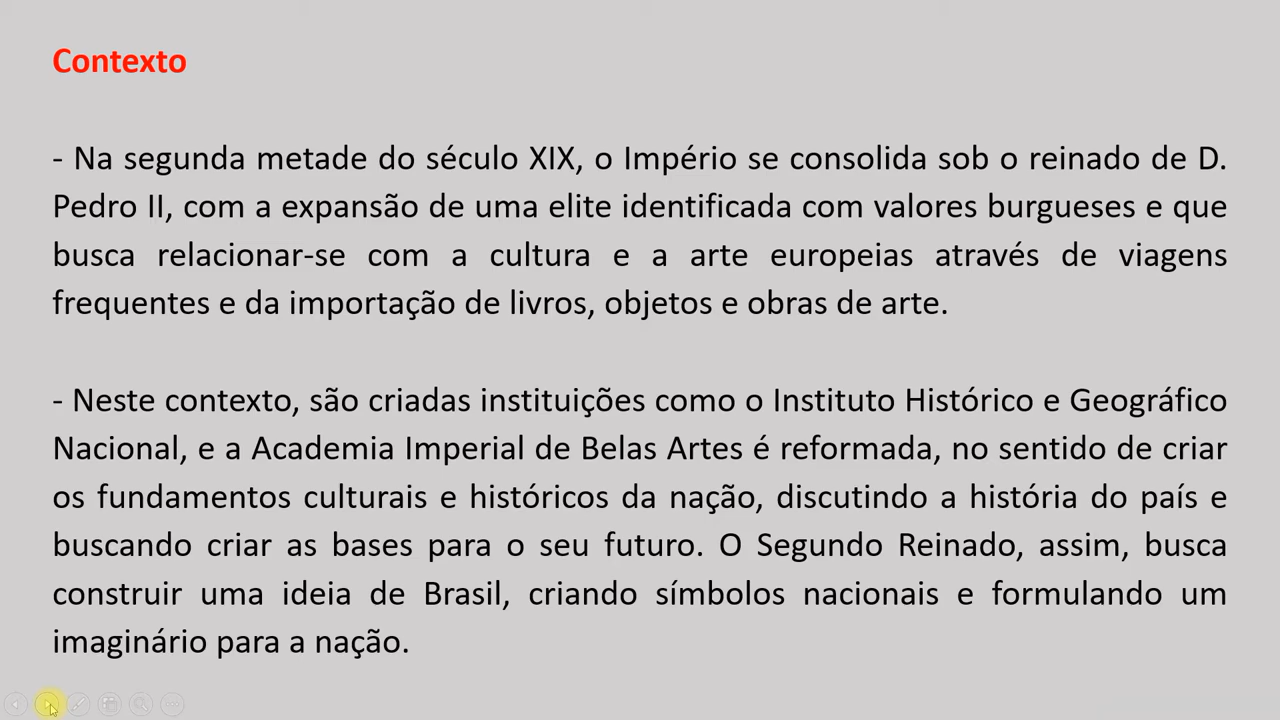 Contexto
- Na segunda metade do século XIX, o Império se consolida sob o reinado de D.
Pedro II, com a expansão de uma elite identificada com valores burgueses e que
busca relacionar-se com a cultura e a arte europeias através de viagens
frequentes e da importação de livros, objetos e obras de arte.
- Neste contexto, são criadas instituições como o Instituto Histórico e Geográfico
Nacional, e a Academia Imperial de Belas Artes é reformada, no sentido de criar
os fundamentos culturais e históricos da nação, discutindo a história do país e
buscando criar as bases para o seu futuro. O Segundo Reinado, assim, busca
construir uma ideia de Brasil, criando símbolos nacionais e formulando um
imaginário para a nação.